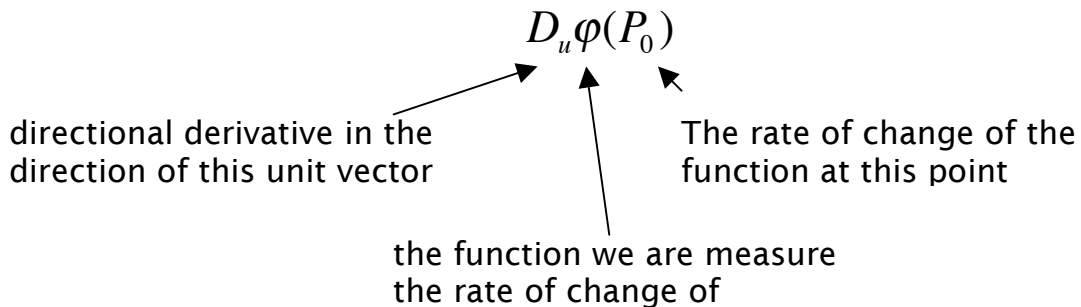 D_uφ(P_0)
directional derivative in the
direction of this unit vector
The rate of change of the
function at this point
the function we are measure
the rate of change of